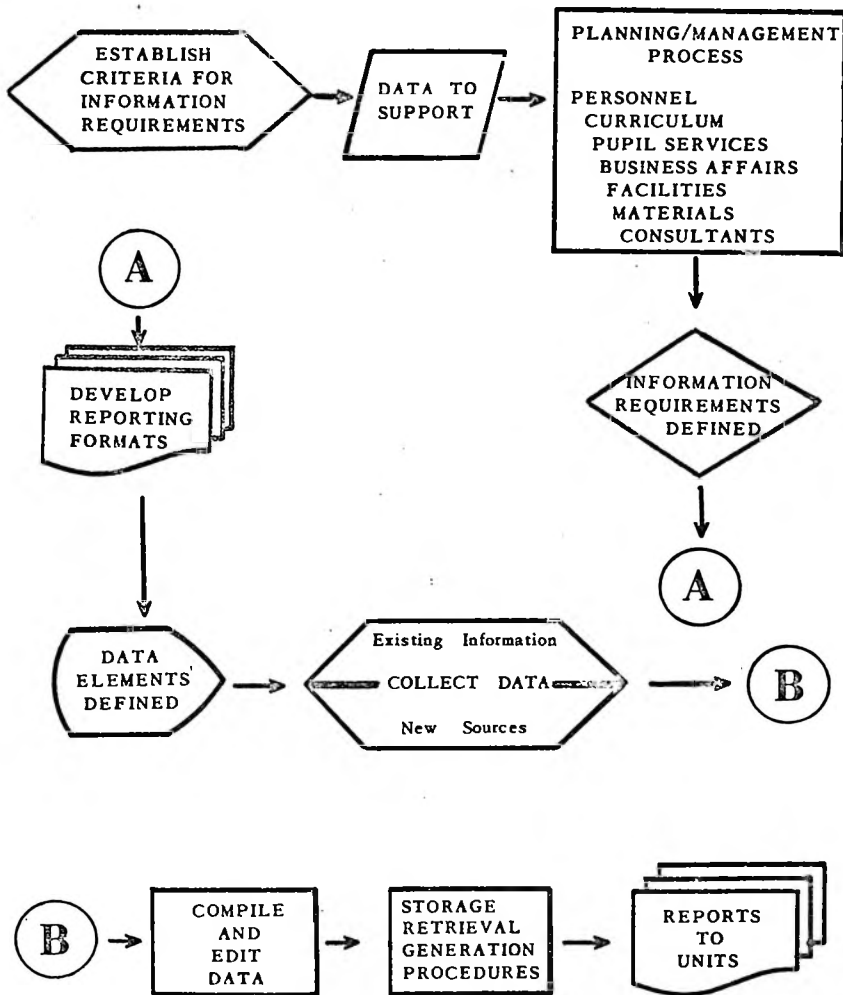 ESTABLISH
CRITERIA FOR
INFORMATION
REQUIREMENTS
DATA TO
SUPPORT
PLANNING/MANAGEMENT
PROCESS
PERSONNEL
CURRICULUM
PUPIL SERVICES
BUSINESS AFFAIRS
FACILITIES
MATERIALS
CONSULTANTS
INFORMATION
REQUIREMENTS
DEFINED
A
A
DEVELOP
REPORTING
FORMATS
DATA
ELEMENTS
DEFINED
Existing Information
COLLECT DATA
New Sources
B
B
COMPILE
AND
EDIT
DATA
STORAGE
RETRIEVAL
GENERATION
PROCEDURES
REPORTS
TO
UNITS